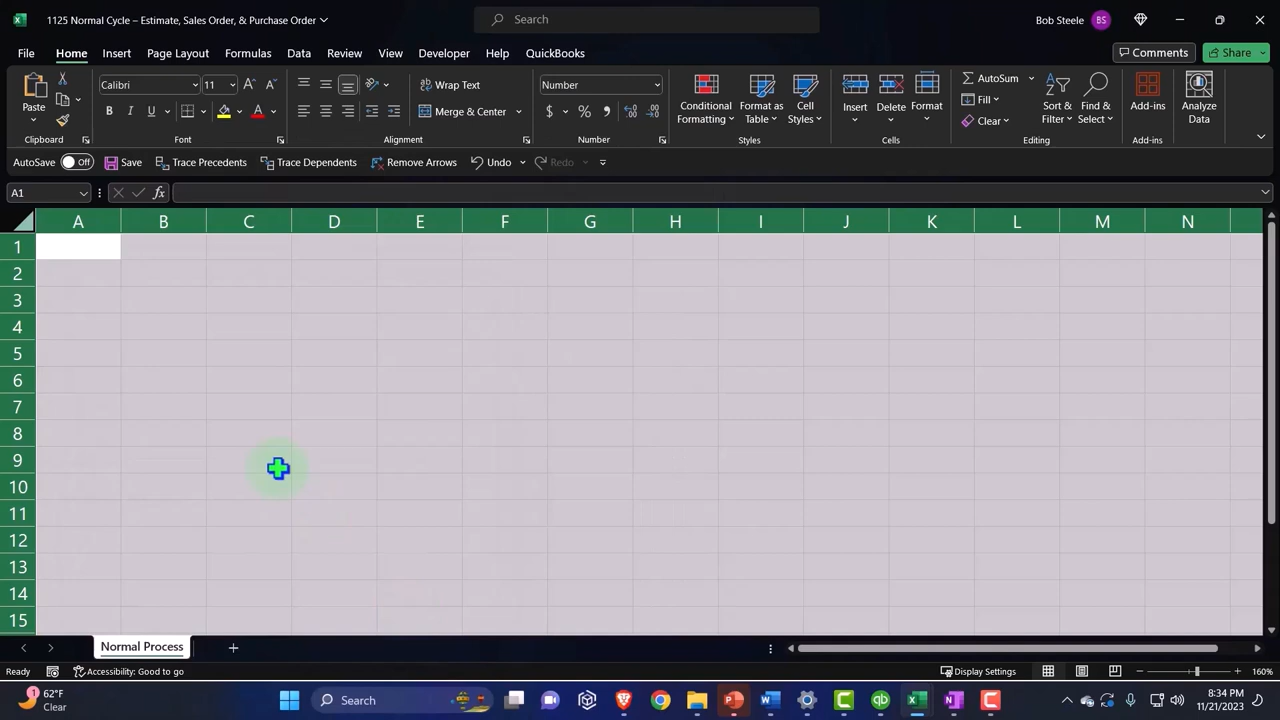 1125 Normal Cycle – Estimate, Sales Order, & Purchase Order
Search
Bob Steele
BS
File
Home
Insert
Page Layout
Formulas
Data
Review
View
Developer
Help
QuickBooks
Comments
Share
Paste
Calibri
11
Wrap Text
Merge & Center
Number
Conditional Formatting
Format as Table
Cell Styles
Insert
Delete
Format
AutoSum
Fill
Clear
Sort & Filter
Find & Select
Add-ins
Analyze Data
Clipboard
Font
Alignment
Number
Styles
Cells
Editing
Add-ins
AutoSave
Off
Save
Trace Precedents
Trace Dependents
Remove Arrows
Undo
Redo
A1
fx
A B C D E F G H I J K L M N
1
2
3
4
5
6
7
8
9
10
11
12
13
14
15
Normal Process
Ready
Accessibility: Good to go
Display Settings
160%
1
62°F
Clear
Search
8:34 PM
11/21/2023